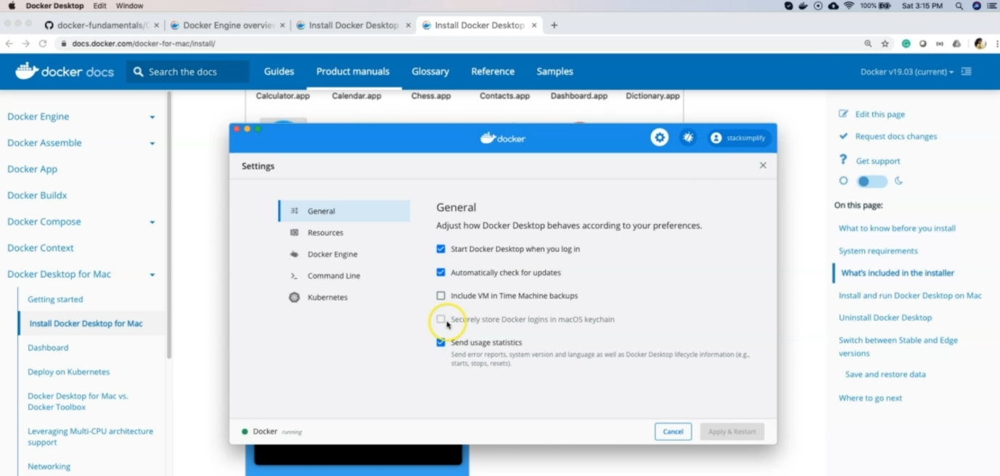 Docker Desktop Edit Window
100% Sat 3:15 PM
docker-fundamentals/
Docker Engine overview
Install Docker Desktop
Install Docker Desktop
docs.docker.com/docker-for-mac/install/
docker docs
Search the docs
Guides
Product manuals
Glossary
Reference
Samples
Docker v19.03 (current)
Calculator.app
Calendar.app
Chess.app
Contacts.app
Dashboard.app
Dictionary.app
Docker Engine
Docker Assemble
Docker App
Docker Buildx
Docker Compose
Docker Context
Docker Desktop for Mac
Getting started
Install Docker Desktop for Mac
Dashboard
Deploy on Kubernetes
Docker Desktop for Mac vs.
Docker Toolbox
Leveraging Multi-CPU architecture
support
Networking
docker
stacksimplify
Settings
General
Resources
Docker Engine
Command Line
Kubernetes
General
Adjust how Docker Desktop behaves according to your preferences.
Start Docker Desktop when you log in
Automatically check for updates
Include VM in Time Machine backups
Securely store Docker logins in macOS keychain
Send usage statistics
Send error reports, system version and language as well as Docker Desktop lifecycle information (e.g.,
starts, stops, resets).
Docker running
Cancel
Apply & Restart
Edit this page
Request docs changes
Get support
On this page:
What to know before you install
System requirements
What's included in the installer
Install and run Docker Desktop on Mac
Uninstall Docker Desktop
Switch between Stable and Edge
versions
Save and restore data
Where to go next